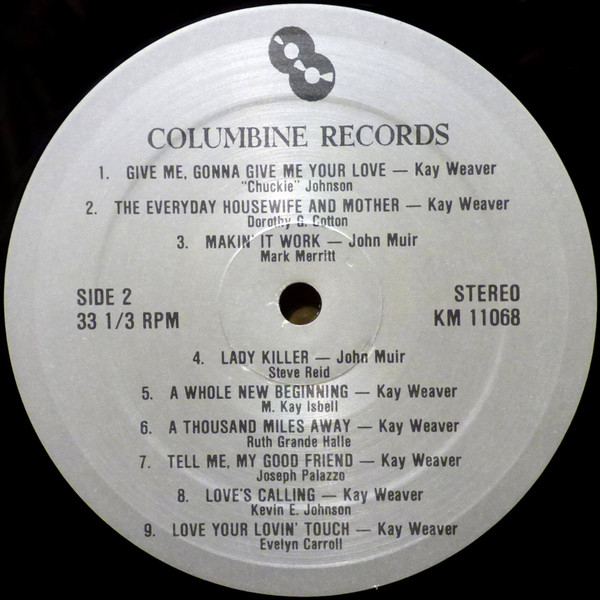 COLUMBINE RECORDS
1. GIVE ME, GONNA GIVE ME YOUR LOVE — Kay Weaver
"Chuckie" Johnson
2. THE EVERYDAY HOUSEWIFE AND MOTHER — Kay Weaver
Dorothy G. Cotton
3. MAKIN' IT WORK — John Muir
Mark Merritt
SIDE 2
33 1/3 RPM
STEREO
KM 11068
4. LADY KILLER — John Muir
Steve Reid
5. A WHOLE NEW BEGINNING — Kay Weaver
M. Kay Isbell
6. A THOUSAND MILES AWAY — Kay Weaver
Ruth Grande Halle
7. TELL ME, MY GOOD FRIEND — Kay Weaver
Joseph Palazzo
8. LOVE'S CALLING — Kay Weaver
Kevin E. Johnson
9. LOVE YOUR LOVIN' TOUCH — Kay Weaver
Evelyn Carroll